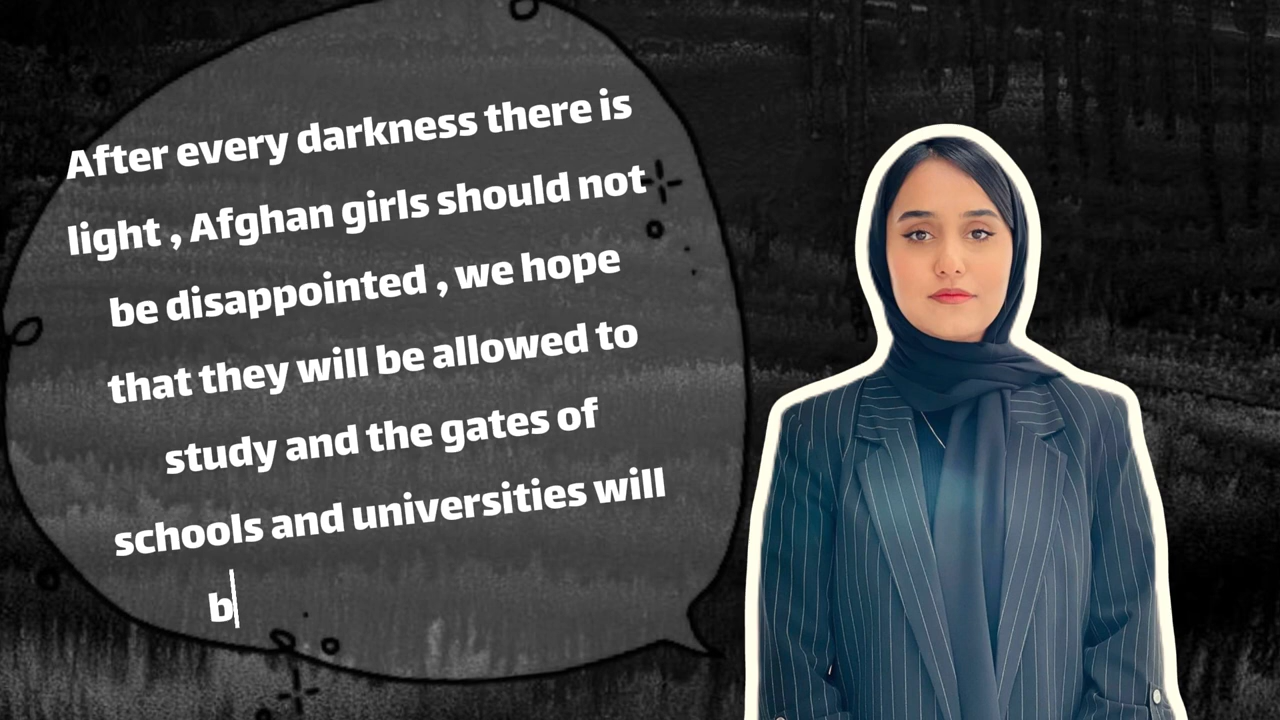 After every darkness there is
light , Afghan girls should not
be disappointed , we hope
that they will be allowed to
study and the gates of
schools and universities will
b